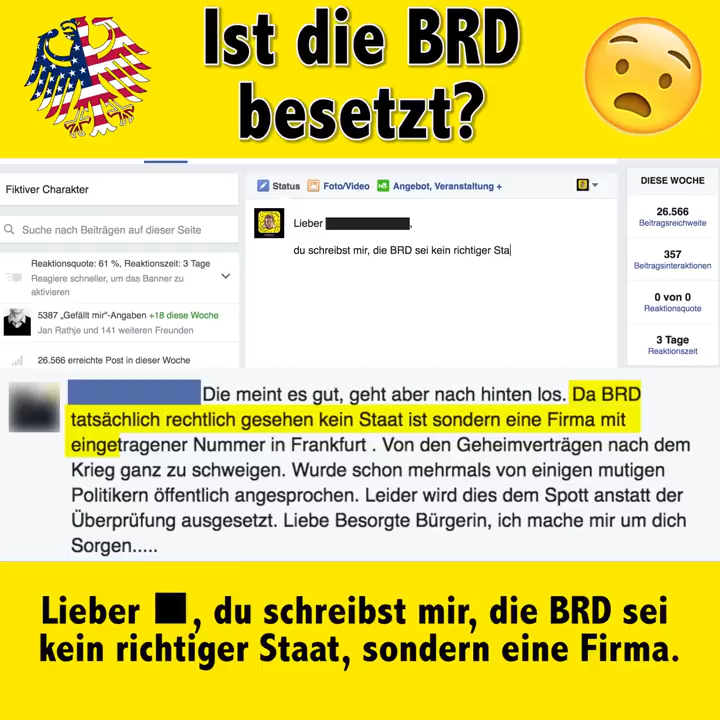 Ist die BRD
besetzt?
Fiktiver Charakter
Suche nach Beiträgen auf dieser Seite
Reaktionsquote: 61 %, Reaktionszeit: 3 Tage
Reagiere schneller, um das Banner zu
aktivieren
5387 „Gefällt mir"-Angaben +18 diese Woche
Jan Rathje und 141 weiteren Freunden
26.566 erreichte Post in dieser Woche
Status Foto/Video Angebot, Veranstaltung +
Lieber ,
du schreibst mir, die BRD sei kein richtiger Sta
DIESE WOCHE
26.566
Beitragsreichweite
357
Beitragsinteraktionen
0 von 0
Reaktionsquote
3 Tage
Reaktionszeit
Die meint es gut, geht aber nach hinten los. Da BRD
tatsächlich rechtlich gesehen kein Staat ist sondern eine Firma mit
eingetragener Nummer in Frankfurt . Von den Geheimverträgen nach dem
Krieg ganz zu schweigen. Wurde schon mehrmals von einigen mutigen
Politikern öffentlich angesprochen. Leider wird dies dem Spott anstatt der
Überprüfung ausgesetzt. Liebe Besorgte Bürgerin, ich mache mir um dich
Sorgen.....
Lieber , du schreibst mir, die BRD sei
kein richtiger Staat, sondern eine Firma.